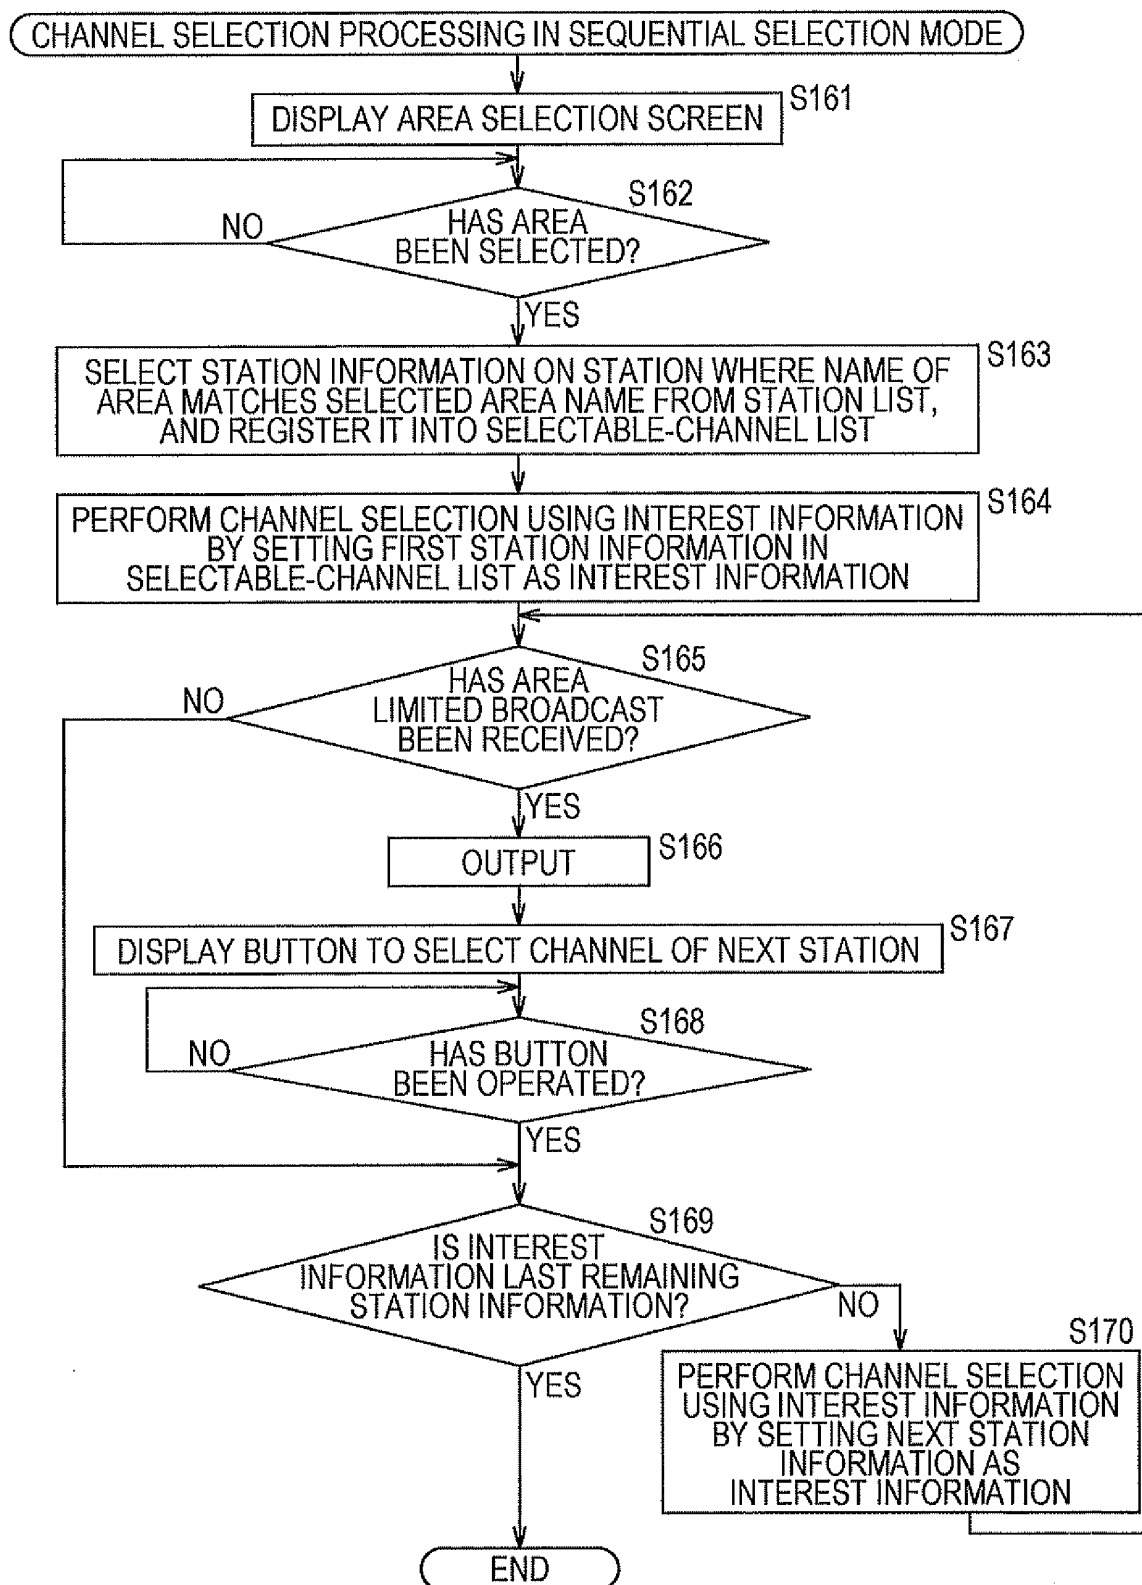 CHANNEL SELECTION PROCESSING IN SEQUENTIAL SELECTION MODE
S161
DISPLAY AREA SELECTION SCREEN
S162
HAS AREA
BEEN SELECTED?
NO
YES
S163
SELECT STATION INFORMATION ON STATION WHERE NAME OF
AREA MATCHES SELECTED AREA NAME FROM STATION LIST,
AND REGISTER IT INTO SELECTABLE-CHANNEL LIST
S164
PERFORM CHANNEL SELECTION USING INTEREST INFORMATION
BY SETTING FIRST STATION INFORMATION IN
SELECTABLE-CHANNEL LIST AS INTEREST INFORMATION
S165
HAS AREA
LIMITED BROADCAST
BEEN RECEIVED?
NO
YES
S166
OUTPUT
S167
DISPLAY BUTTON TO SELECT CHANNEL OF NEXT STATION
S168
HAS BUTTON
BEEN OPERATED?
NO
YES
S169
IS INTEREST
INFORMATION LAST REMAINING
STATION INFORMATION?
NO
YES
S170
PERFORM CHANNEL SELECTION
USING INTEREST INFORMATION
BY SETTING NEXT STATION
INFORMATION AS
INTEREST INFORMATION
END